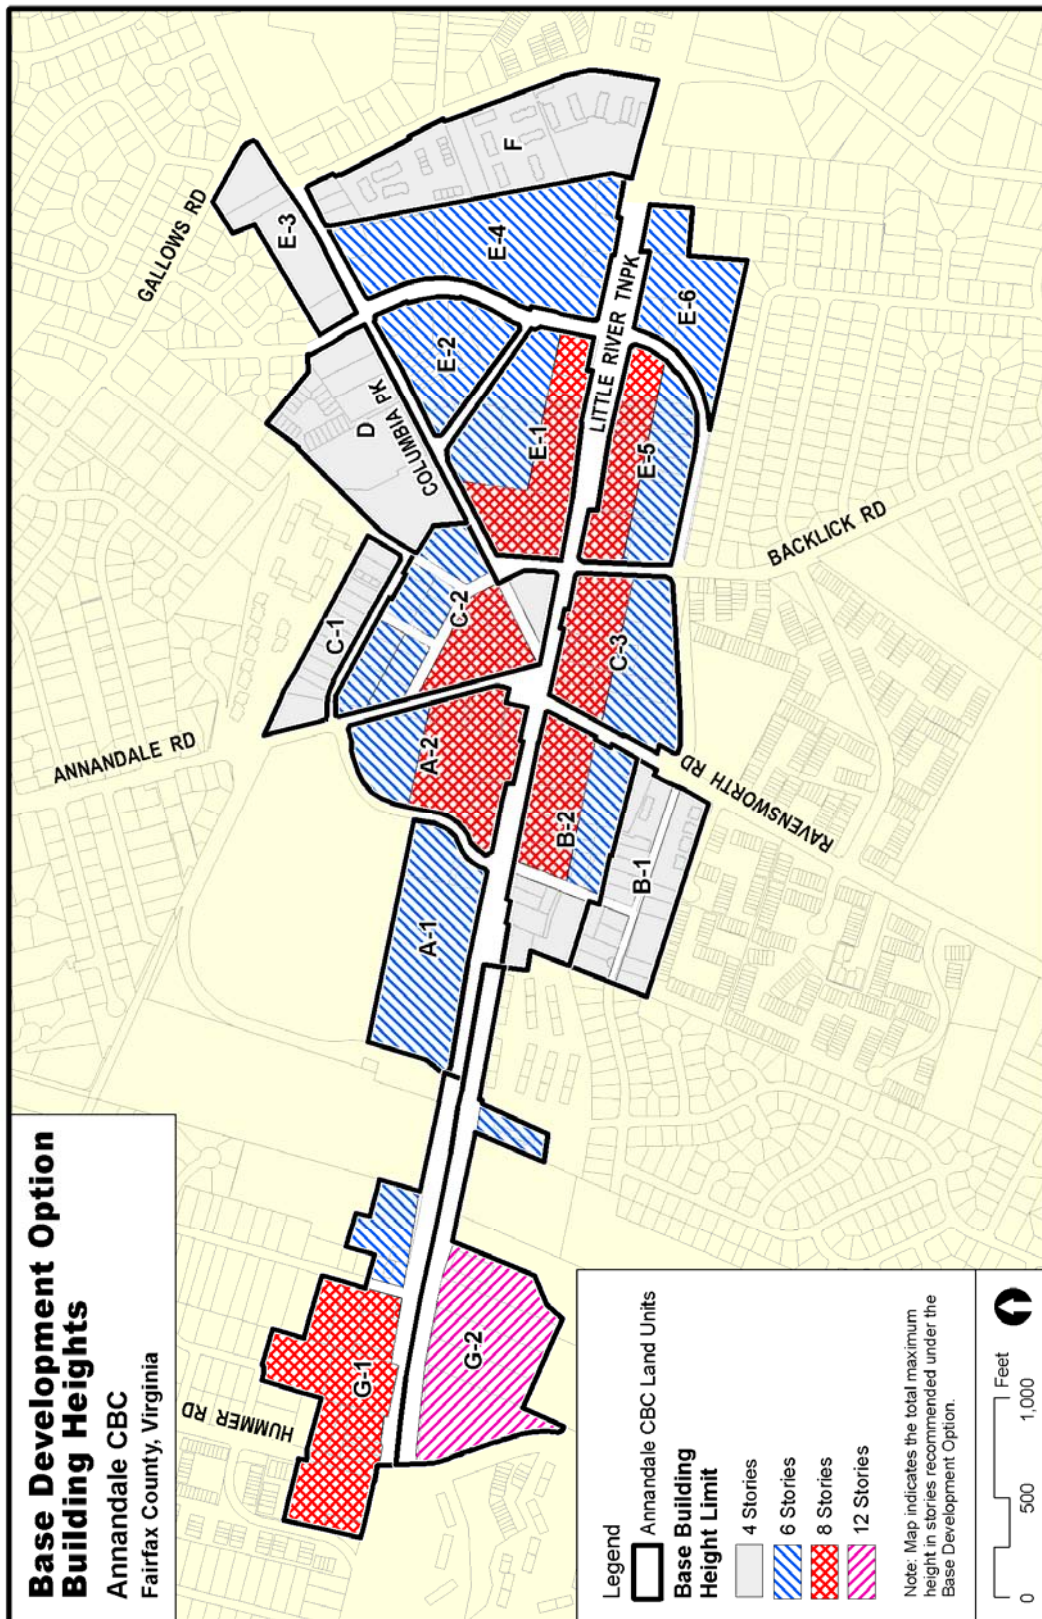 Base Development Option
Building Heights
Annandale CBC
Fairfax County, Virginia
HUMMER RD
ANNANDALE RD
GALLOWS RD
COLUMBIA PK
LITTLE RIVER TNPK
BACKLICK RD
RAVENSWORTH RD
G-1
G-2
A-1
A-2
B-1
B-2
C-1
C-2
C-3
D
E-1
E-2
E-3
E-4
E-5
E-6
F
Legend
Annandale CBC Land Units
Base Building
Height Limit
4 Stories
6 Stories
8 Stories
12 Stories
Note: Map indicates the total maximum
height in stories recommended under the
Base Development Option.
Feet
0 500 1,000